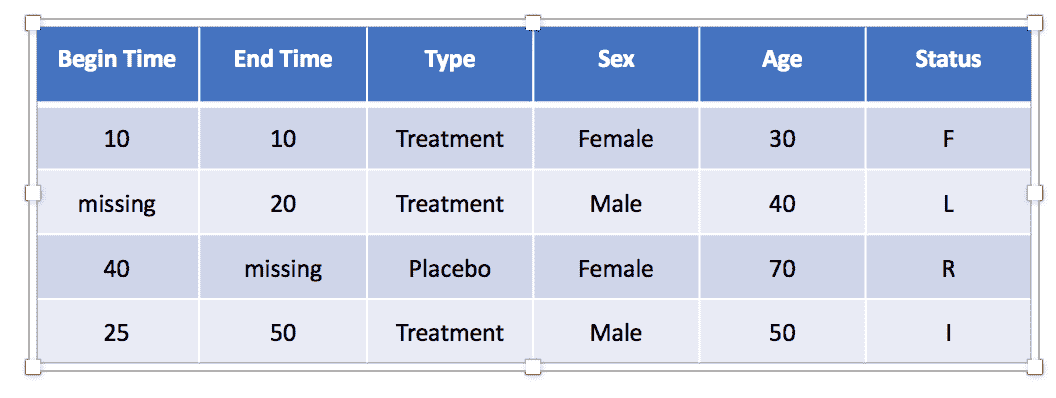 Begin Time End Time Type Sex Age Status
10 10 Treatment Female 30 F
missing 20 Treatment Male 40 L
40 missing Placebo Female 70 R
25 50 Treatment Male 50 I